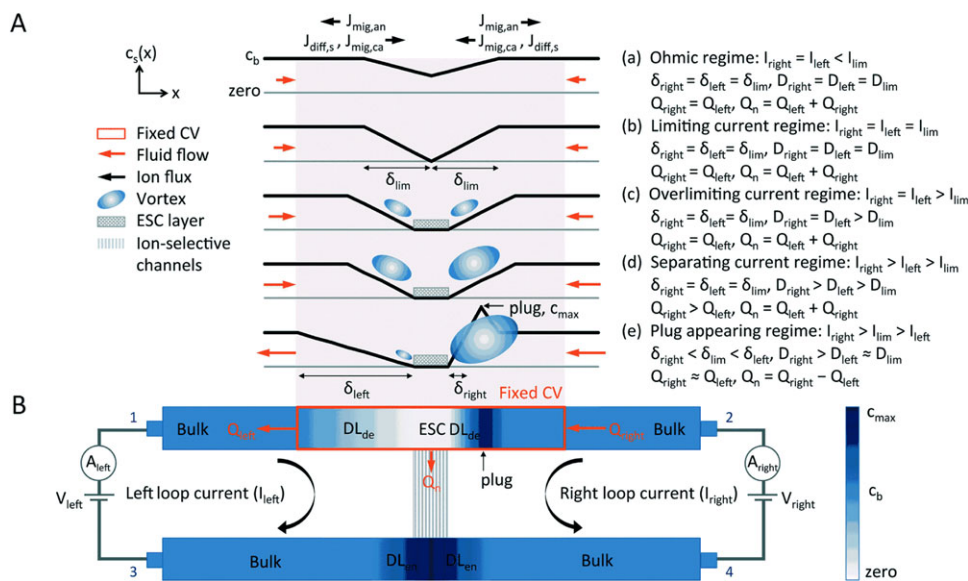 A
c_s(x)
x
J_mig,an
J_diff,s , J_mig,ca
J_mig,an
J_mig,ca , J_diff,s
c_b
zero
Fixed CV
Fluid flow
Ion flux
Vortex
ESC layer
Ion-selective
channels
δ_lim
δ_lim
plug, c_max
δ_left
δ_right
(a) Ohmic regime: I_right = I_left < I_lim
δ_right = δ_left = δ_lim, D_right = D_left = D_lim
Q_right = Q_left, Q_n = Q_left + Q_right
(b) Limiting current regime: I_right = I_left = I_lim
δ_right = δ_left = δ_lim, D_right = D_left = D_lim
Q_right = Q_left, Q_n = Q_left + Q_right
(c) Overlimiting current regime: I_right = I_left > I_lim
δ_right = δ_left = δ_lim, D_right = D_left > D_lim
Q_right = Q_left, Q_n = Q_left + Q_right
(d) Separating current regime: I_right > I_left > I_lim
δ_right = δ_left = δ_lim, D_right > D_left > D_lim
Q_right > Q_left, Q_n = Q_left + Q_right
(e) Plug appearing regime: I_right > I_lim > I_left
δ_right < δ_lim < δ_left, D_right > D_left ≈ D_lim
Q_right ≈ Q_left, Q_n = Q_right − Q_left
B
Fixed CV
1
Bulk
Q_left
DL_de
ESC
DL_de
Q_right
Bulk
2
A_left
V_left
Left loop current (I_left)
Q_n
plug
Right loop current (I_right)
A_right
V_right
3
Bulk
DL_en
DL_en
Bulk
4
c_max
c_b
zero